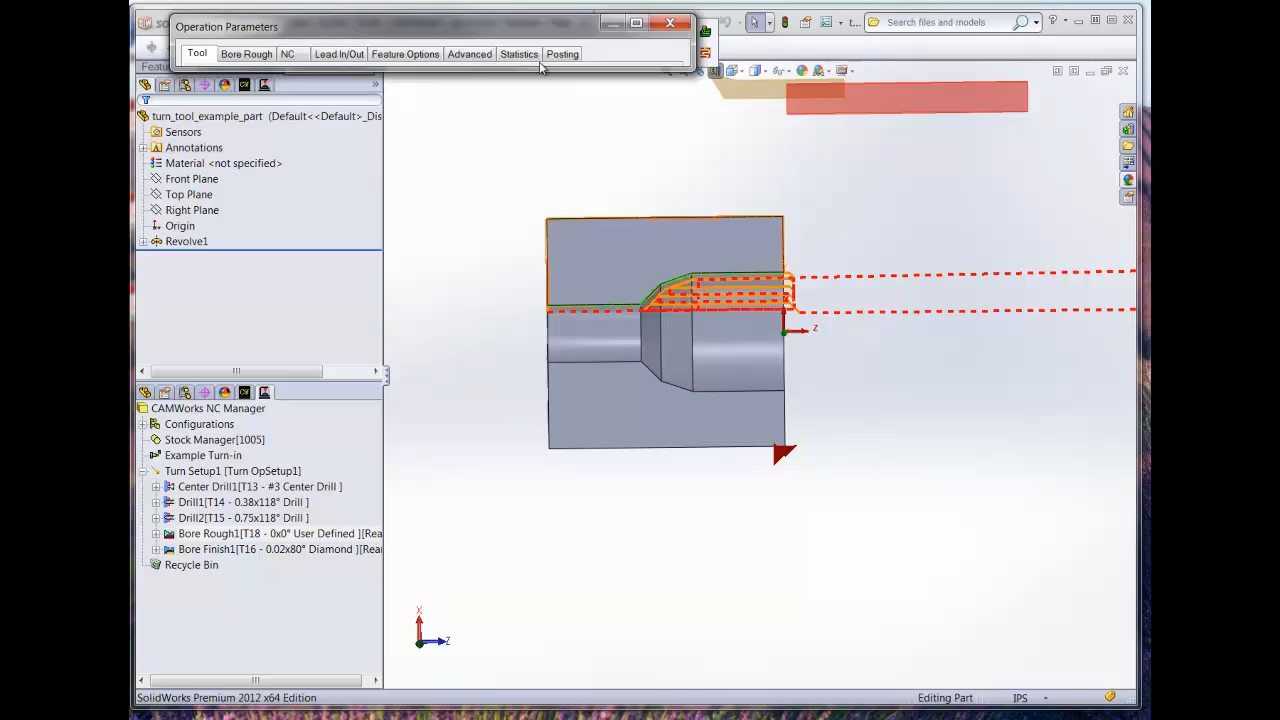 Operation Parameters
Tool Bore Rough NC Lead In/Out Feature Options Advanced Statistics Posting
t... Search files and models
turn_tool_example_part (Default<<Default>_Dis
Sensors
Annotations
Material <not specified>
Front Plane
Top Plane
Right Plane
Origin
Revolve1
Z
CAMWorks NC Manager
Configurations
Stock Manager[1005]
Example Turn-in
Turn Setup1 [Turn OpSetup1]
Center Drill1[T13 - #3 Center Drill ]
Drill1[T14 - 0.38x118° Drill ]
Drill2[T15 - 0.75x118° Drill ]
Bore Rough1[T18 - 0x0° User Defined ][Rea
Bore Finish1[T16 - 0.02x80° Diamond ][Rea
Recycle Bin
X
Z
SolidWorks Premium 2012 x64 Edition Editing Part IPS